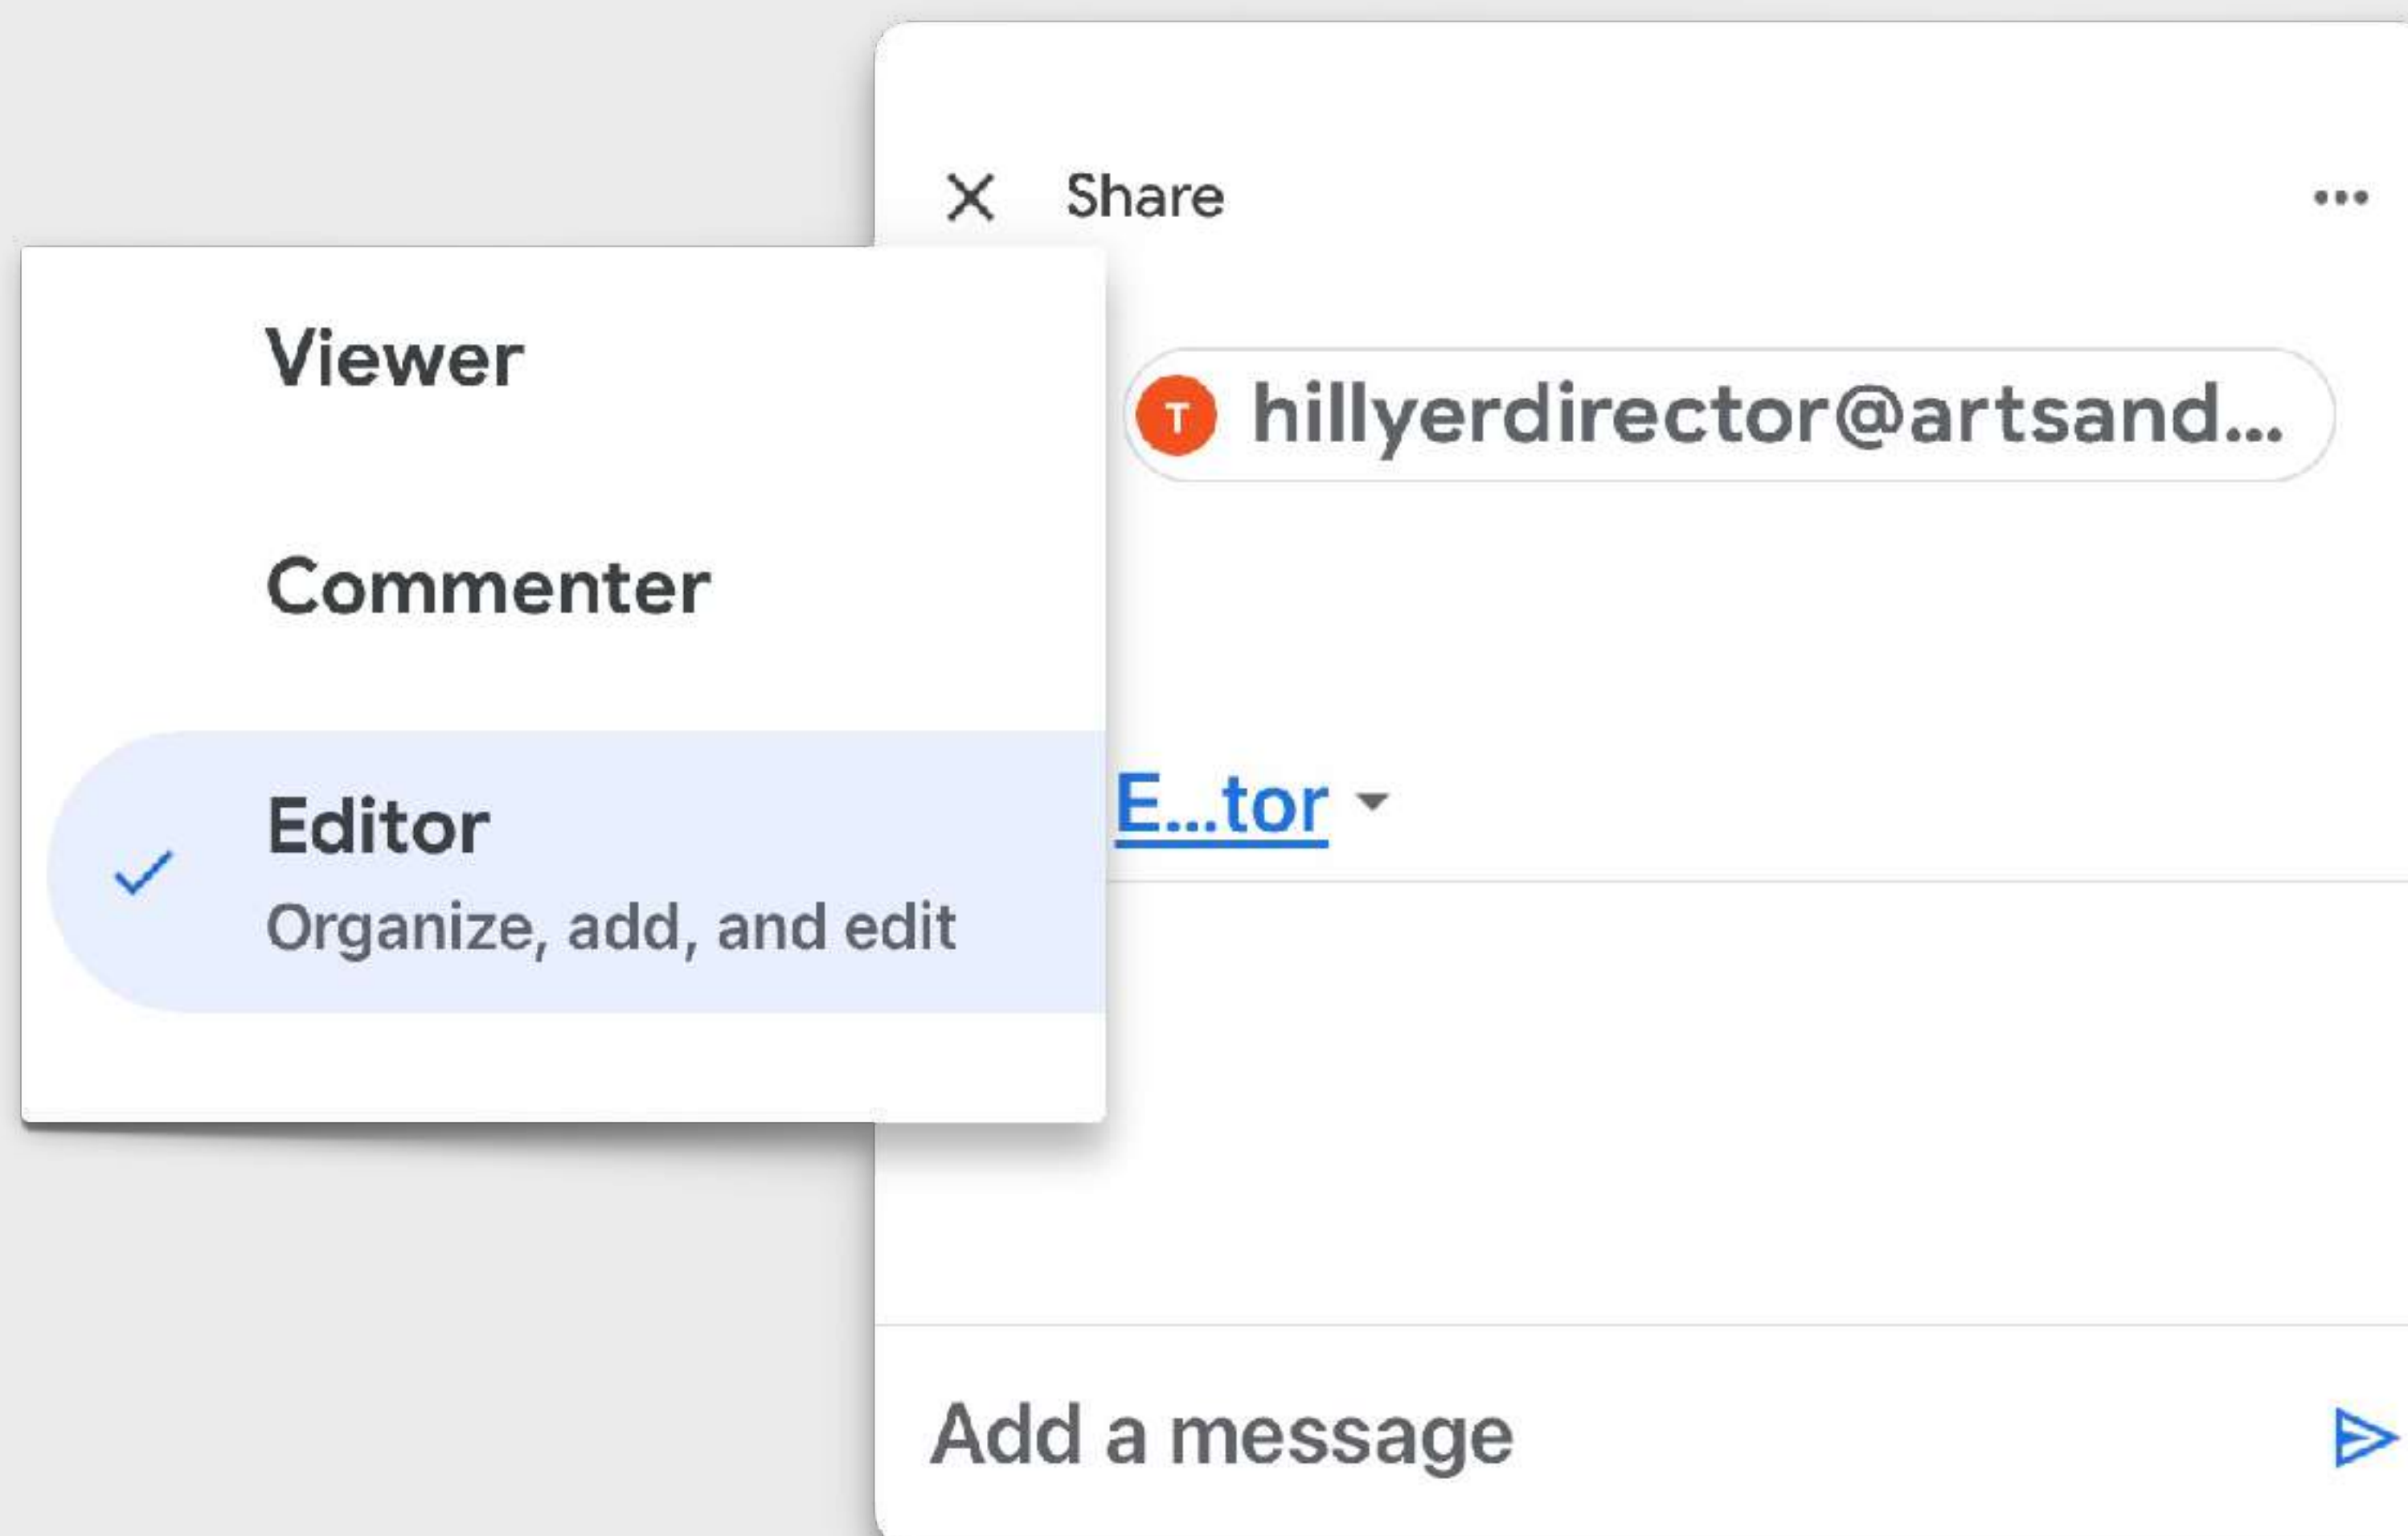 Share
Viewer
T hillyerdirector@artsand...
Commenter
E...tor
Editor
Organize, add, and edit
Add a message